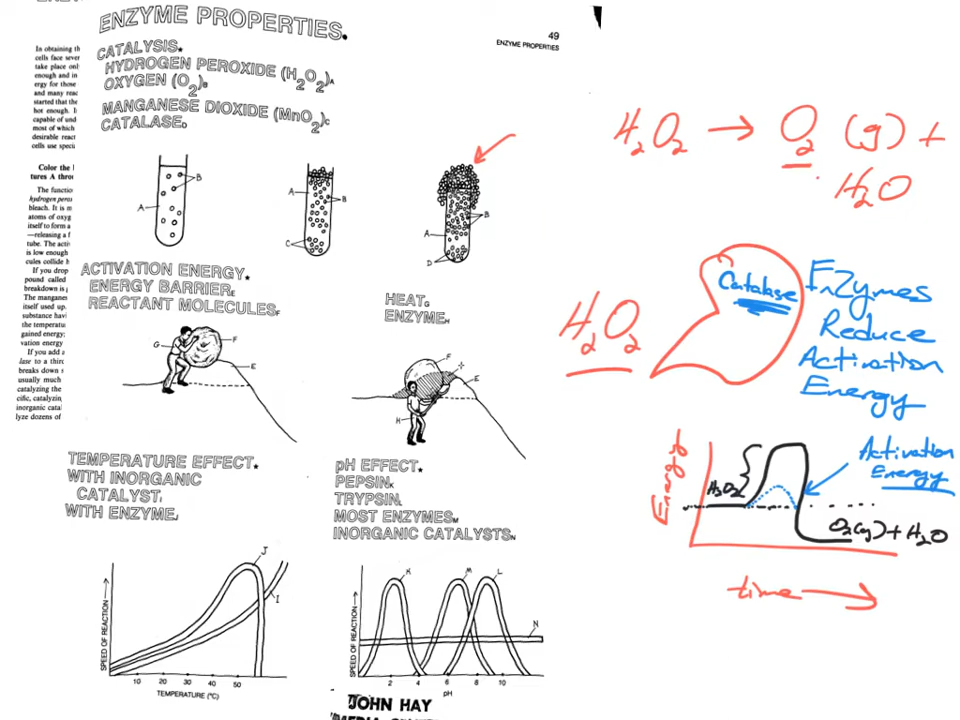 ENZYME PROPERTIES.
49
ENZYME PROPERTIES
CATALYSIS.
HYDROGEN PEROXIDE (H2O2)A
OXYGEN (O2)B
MANGANESE DIOXIDE (MnO2)C
CATALASE.
In obtaining th
cells face sever
take place onl
enough and in
ergy for those
and many reac
started that the
hot enough. I
capable of und
most of which
desirable react
cells use speci
Color the
tures A throu
The functio
hydrogen pero
bleach. It is m
atoms of oxyg
itself to form a
—releasing a f
tube. The acti
is low enough
cules collide h
If you drop
pound called
breakdown is
The mangane
itself used up.
substance hav
the temperatu
gained energy
vation energy
If you add a
lase to a thir
breaks down s
usually much
catalyzing the
cific, catalyzin
inorganic cata
lyze dozens of
B
A
A
B
C
B
A
D
ACTIVATION ENERGY.
ENERGY BARRIER.E
REACTANT MOLECULES.F
HEAT.G
ENZYME.H
G
F
E
F
E
H
TEMPERATURE EFFECT.
WITH INORGANIC
CATALYST.I
WITH ENZYME.J
pH EFFECT.
PEPSIN.K
TRYPSIN.L
MOST ENZYMES.M
INORGANIC CATALYSTS.N
SPEED OF REACTION
J
I
10 20 30 40 50
TEMPERATURE (°C)
SPEED OF REACTION
K M L
N
2 4 6 8 10
pH
JOHN HAY
H2O2 → O2 (g) +
H2O
H2O2
Catalase
Enzymes
Reduce
Activation
Energy
Energy
H2O2
Activation
Energy
O2(g) + H2O
time